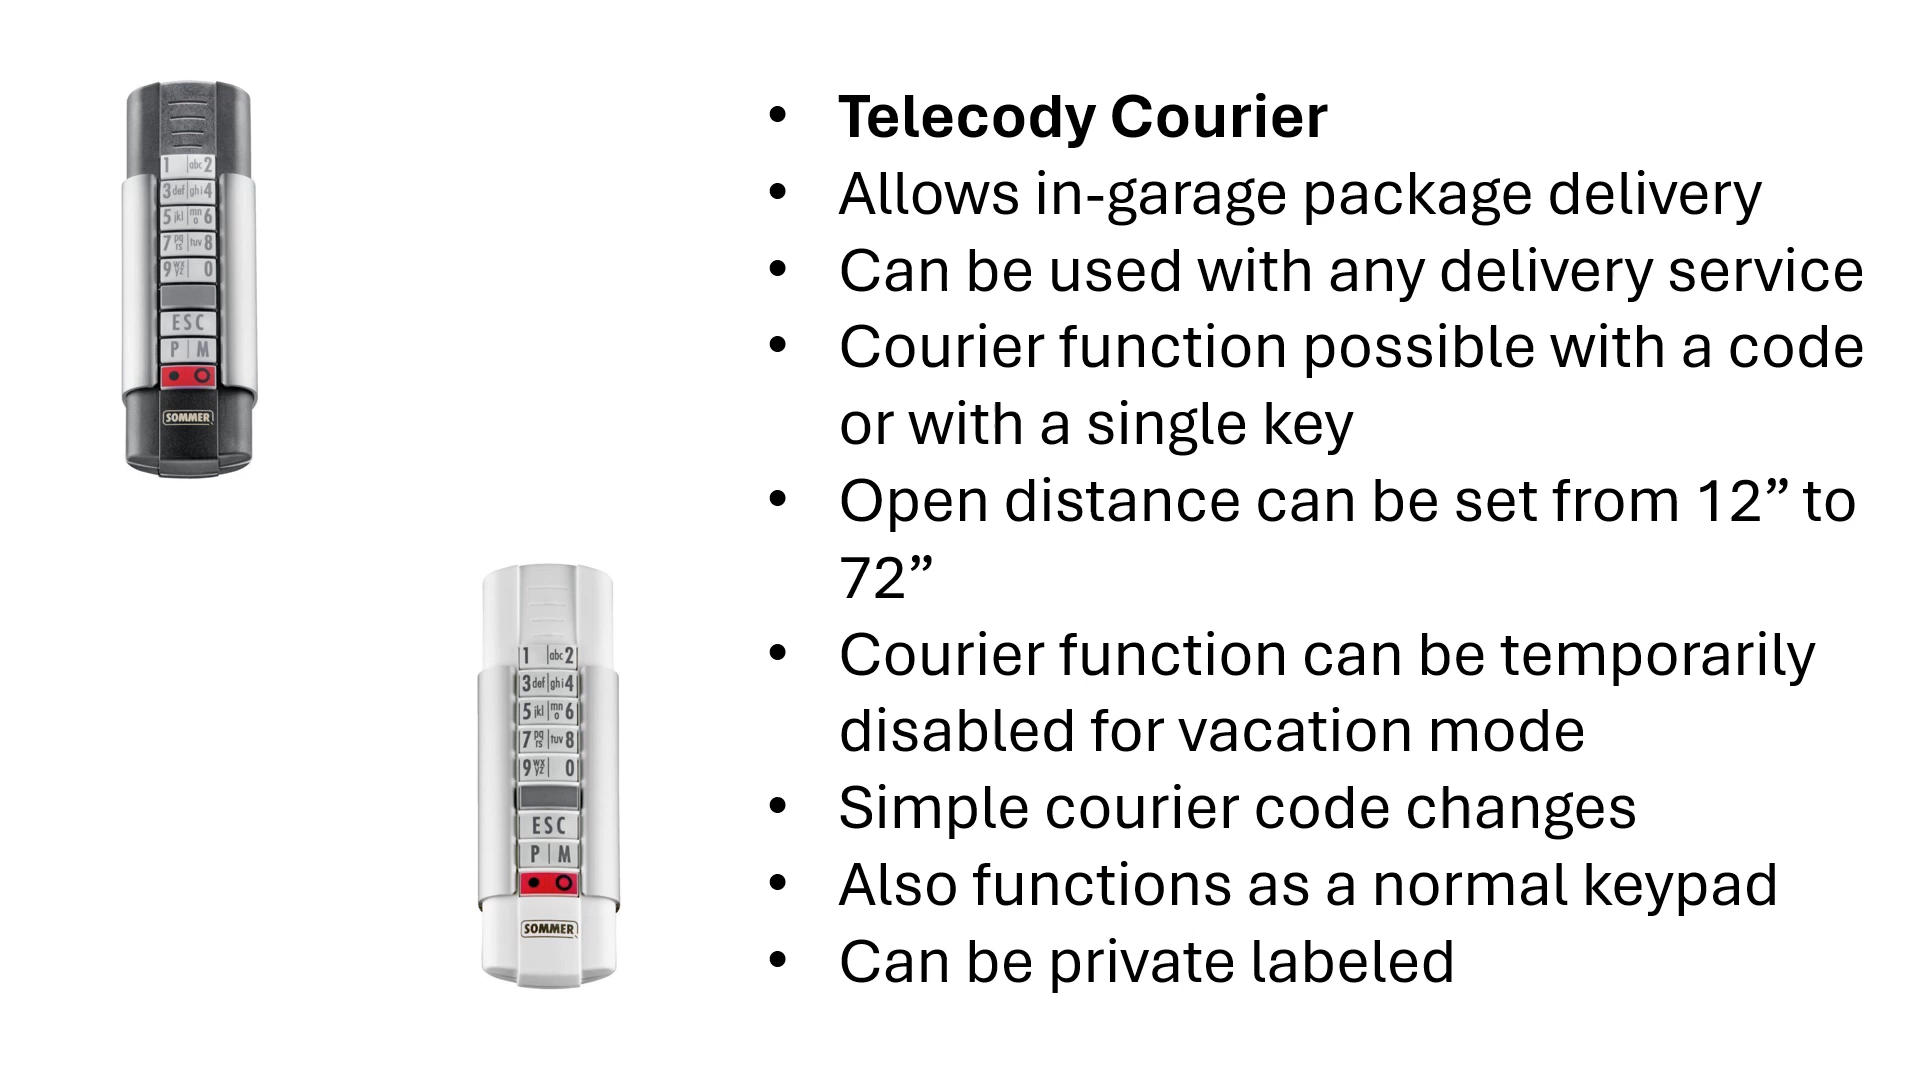 1 abc 2
3 def ghi 4
5 jkl mno 6
7 pqrs tuv 8
9 wxyz 0
ESC
P M
SOMMER
1 abc 2
3 def ghi 4
5 jkl mno 6
7 pqrs tuv 8
9 wxyz 0
ESC
P M
SOMMER
• Telecody Courier
• Allows in-garage package delivery
• Can be used with any delivery service
• Courier function possible with a code
or with a single key
• Open distance can be set from 12” to
72”
• Courier function can be temporarily
disabled for vacation mode
• Simple courier code changes
• Also functions as a normal keypad
• Can be private labeled